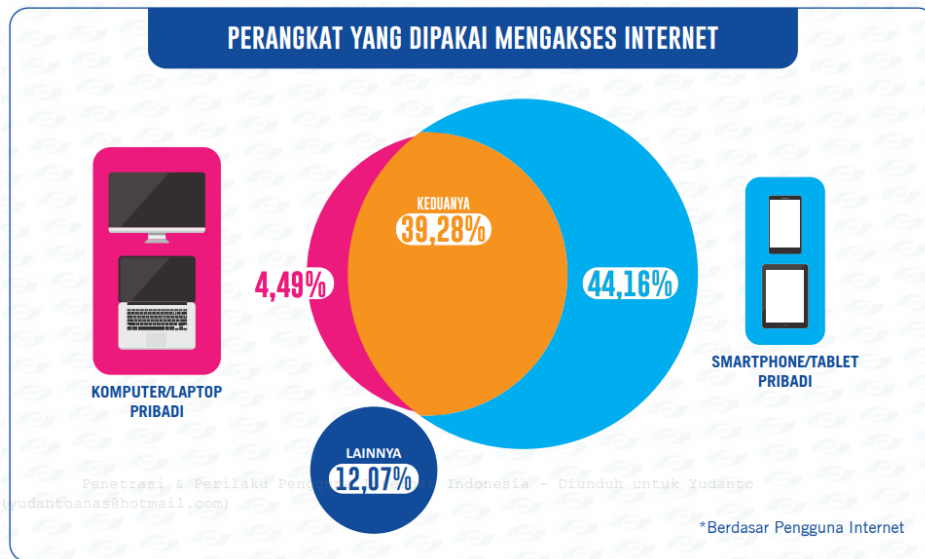 PERANGKAT YANG DIPAKAI MENGAKSES INTERNET
KEDUANYA
39,28%
4,49%
44,16%
KOMPUTER/LAPTOP
PRIBADI
SMARTPHONE/TABLET
PRIBADI
LAINNYA
12,07%
Penetrasi & Perilaku Indonesia - Diunduh untuk Yudanto
(yudantoanas@hotmail.com)
*Berdasar Pengguna Internet